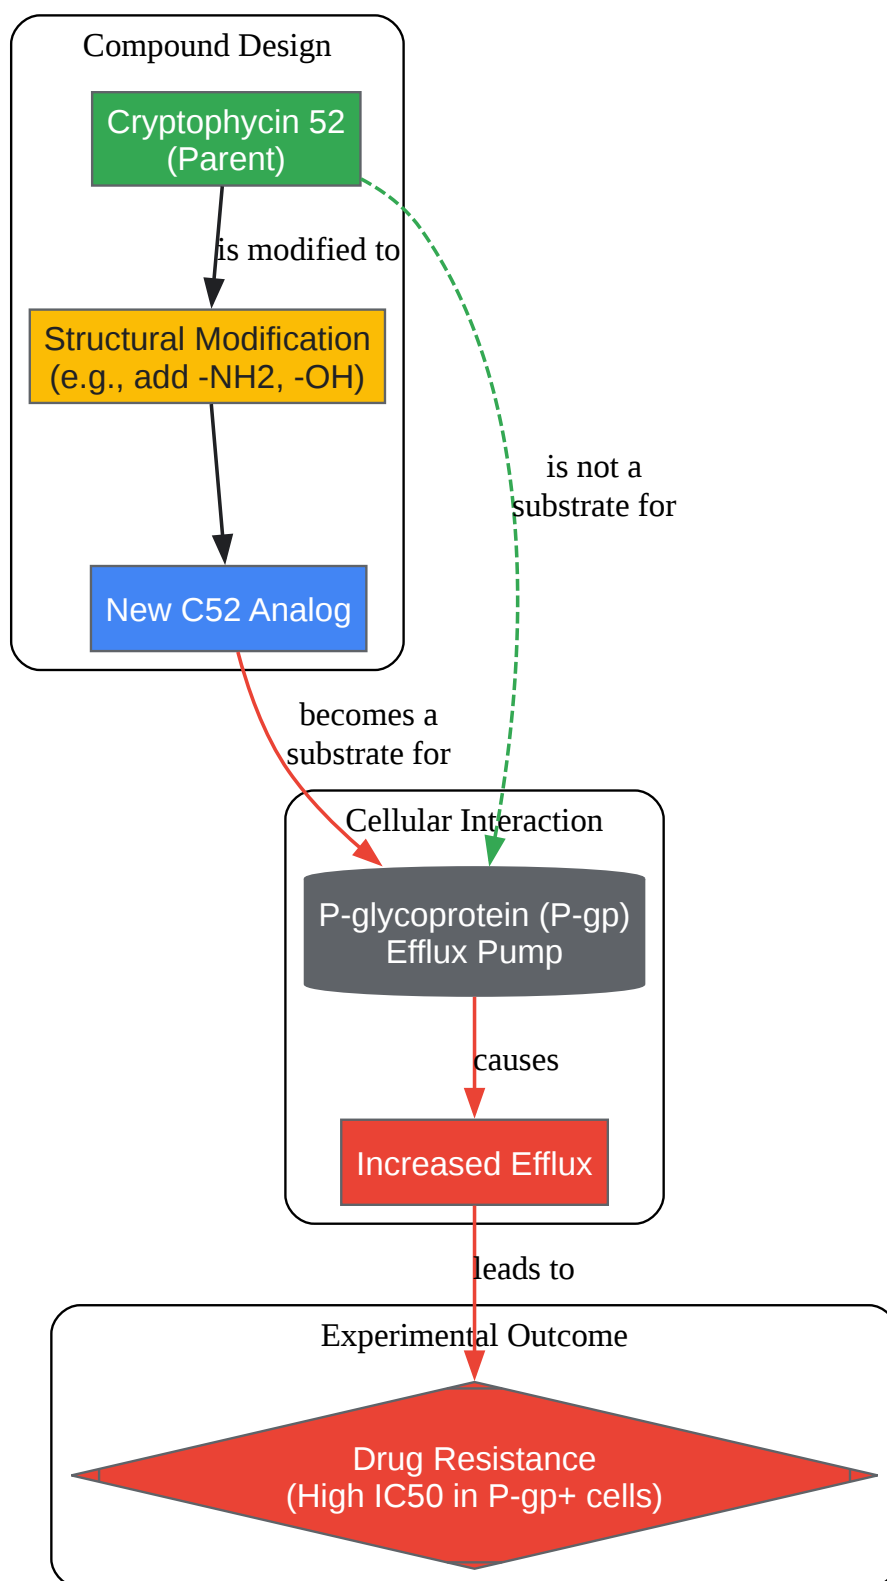 Compound Design
Cryptophycin 52
(Parent)
is modified to
Structural Modification
(e.g., add -NH2, -OH)
is not a
substrate for
New C52 Analog
becomes a
substrate for
Cellular Interaction
P-glycoprotein (P-gp)
Efflux Pump
causes
Increased Efflux
leads to
Experimental Outcome
Drug Resistance
(High IC50 in P-gp+ cells)